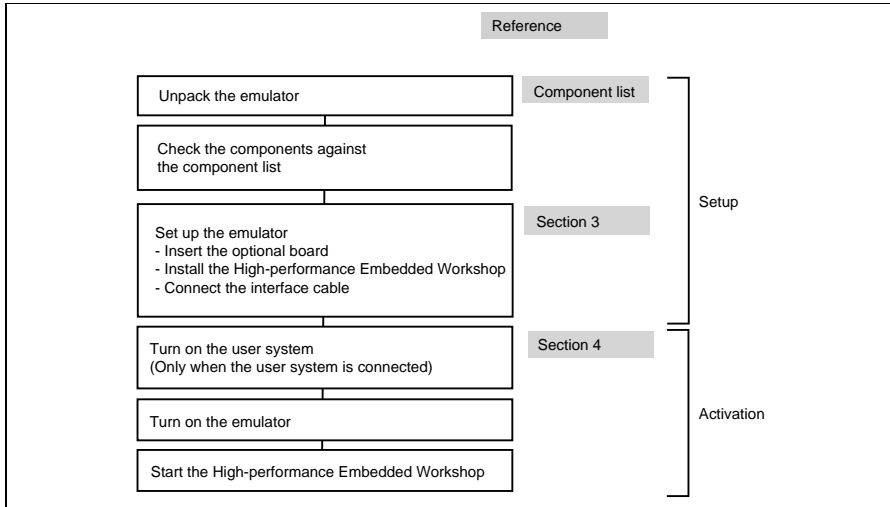 Reference
Unpack the emulator
Component list
Check the components against
the component list
Setup
Section 3
Set up the emulator
- Insert the optional board
- Install the High-performance Embedded Workshop
- Connect the interface cable
Turn on the user system
(Only when the user system is connected)
Section 4
Turn on the emulator
Activation
Start the High-performance Embedded Workshop